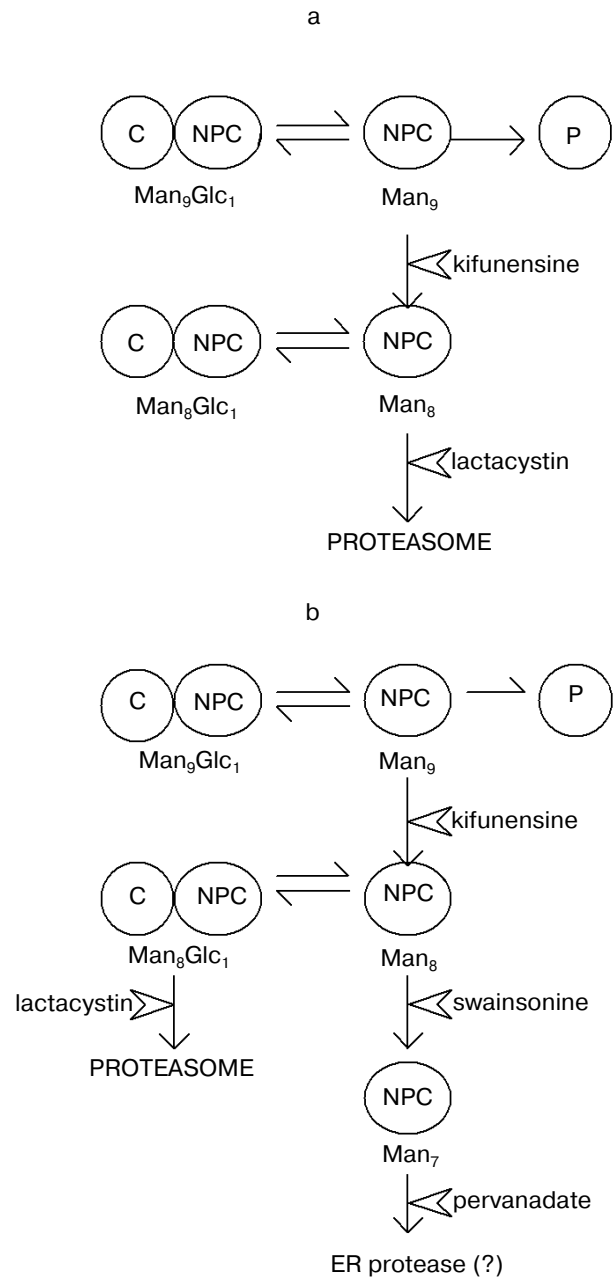 a
C NPC NPC P
Man₉Glc₁ Man₉
kifunensine
C NPC NPC
Man₈Glc₁ Man₈
lactacystin
PROTEASOME
b
C NPC NPC P
Man₉Glc₁ Man₉
kifunensine
C NPC NPC
Man₈Glc₁ Man₈
lactacystin swainsonine
PROTEASOME
NPC
Man₇
pervanadate
ER protease (?)